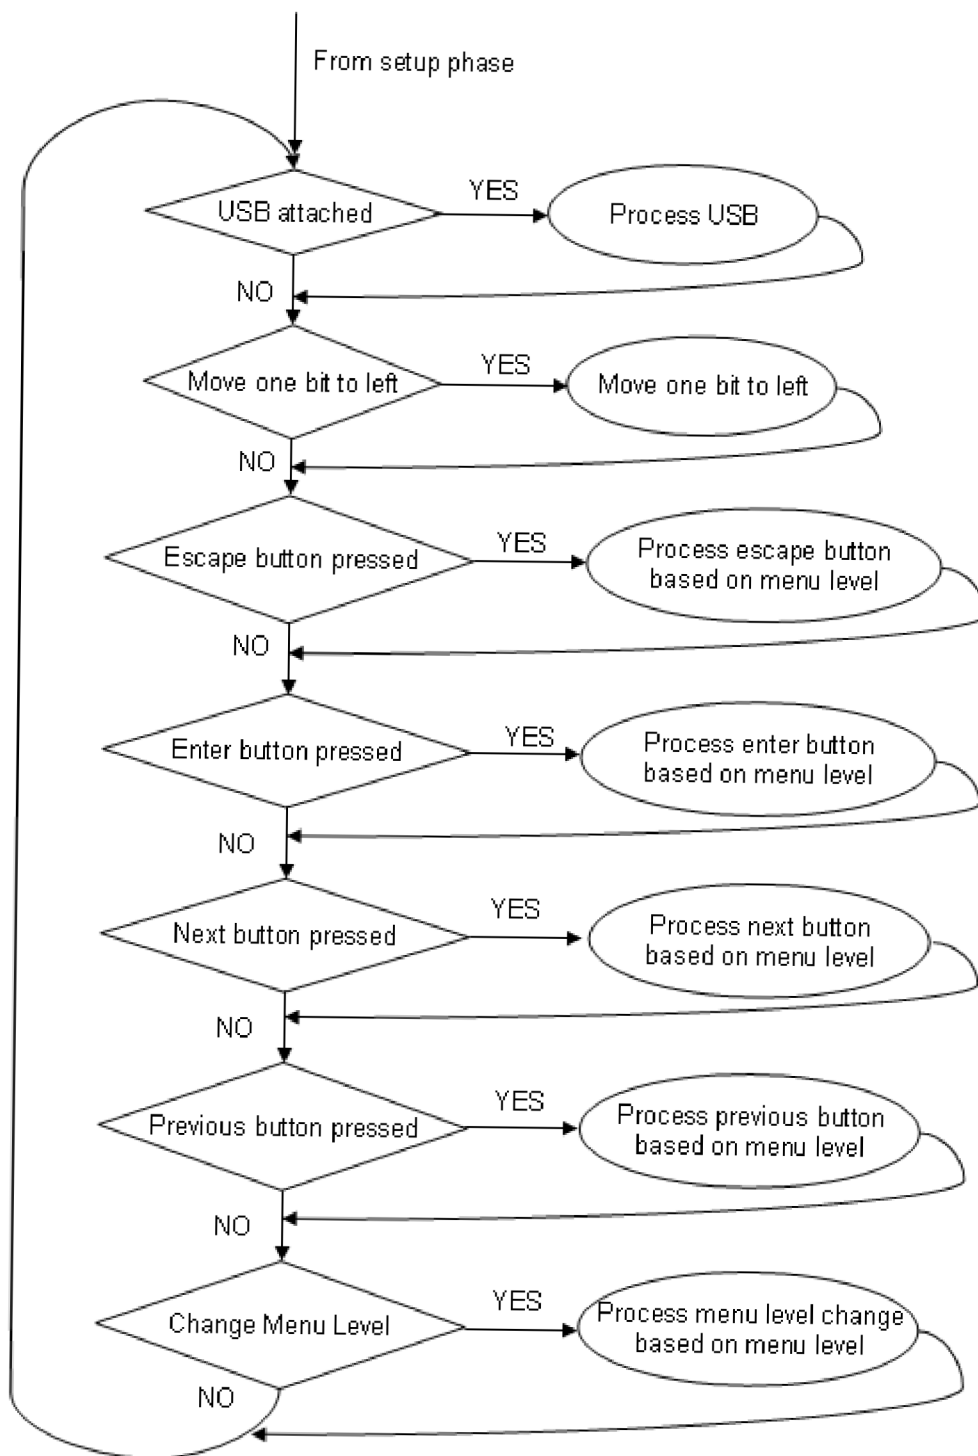 From setup phase
USB attached
YES
Process USB
NO
Move one bit to left
YES
Move one bit to left
NO
Escape button pressed
YES
Process escape button
based on menu level
NO
Enter button pressed
YES
Process enter button
based on menu level
NO
Next button pressed
YES
Process next button
based on menu level
NO
Previous button pressed
YES
Process previous button
based on menu level
NO
Change Menu Level
YES
Process menu level change
based on menu level
NO